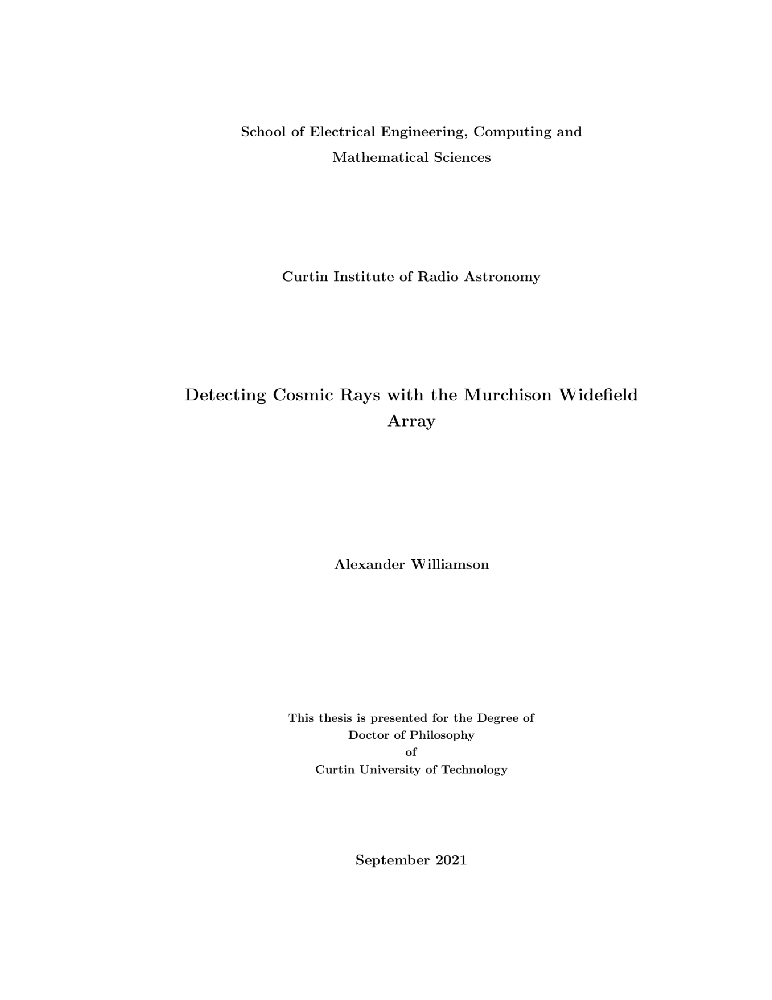 School of Electrical Engineering, Computing and
Mathematical Sciences
Curtin Institute of Radio Astronomy
Detecting Cosmic Rays with the Murchison Widefield
Array
Alexander Williamson
This thesis is presented for the Degree of
Doctor of Philosophy
of
Curtin University of Technology
September 2021